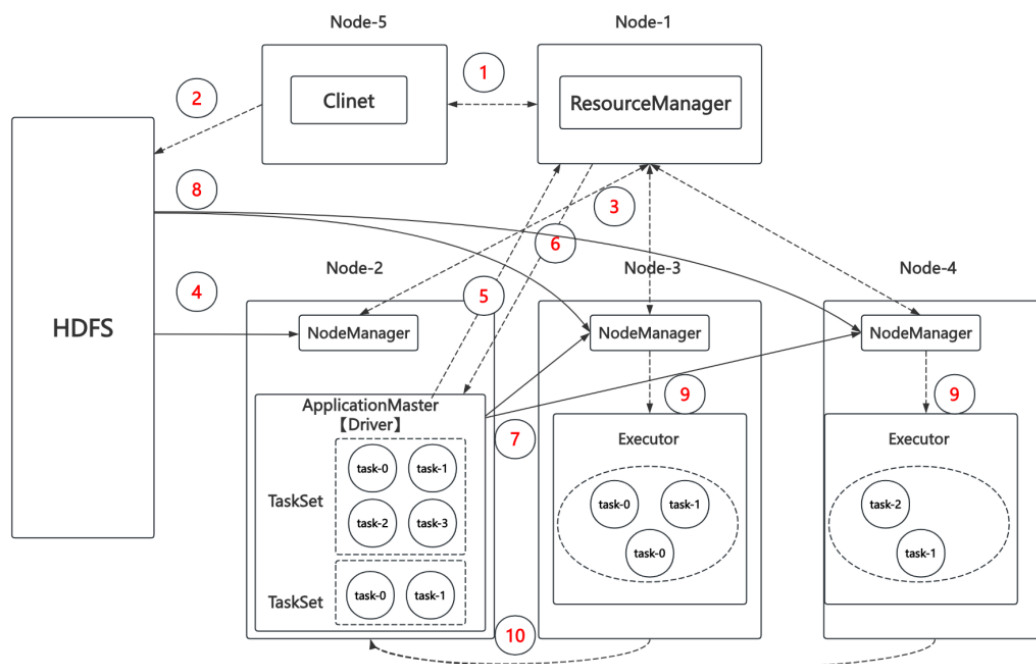 Node-5
Node-1
1
2
Clinet
ResourceManager
8
3
6
Node-2
Node-3
Node-4
4
5
HDFS
NodeManager
NodeManager
NodeManager
ApplicationMaster
【Driver】
7
9
9
Executor
Executor
TaskSet
task-0
task-1
task-2
task-3
task-0
task-1
task-0
task-2
task-1
TaskSet
task-0
task-1
10